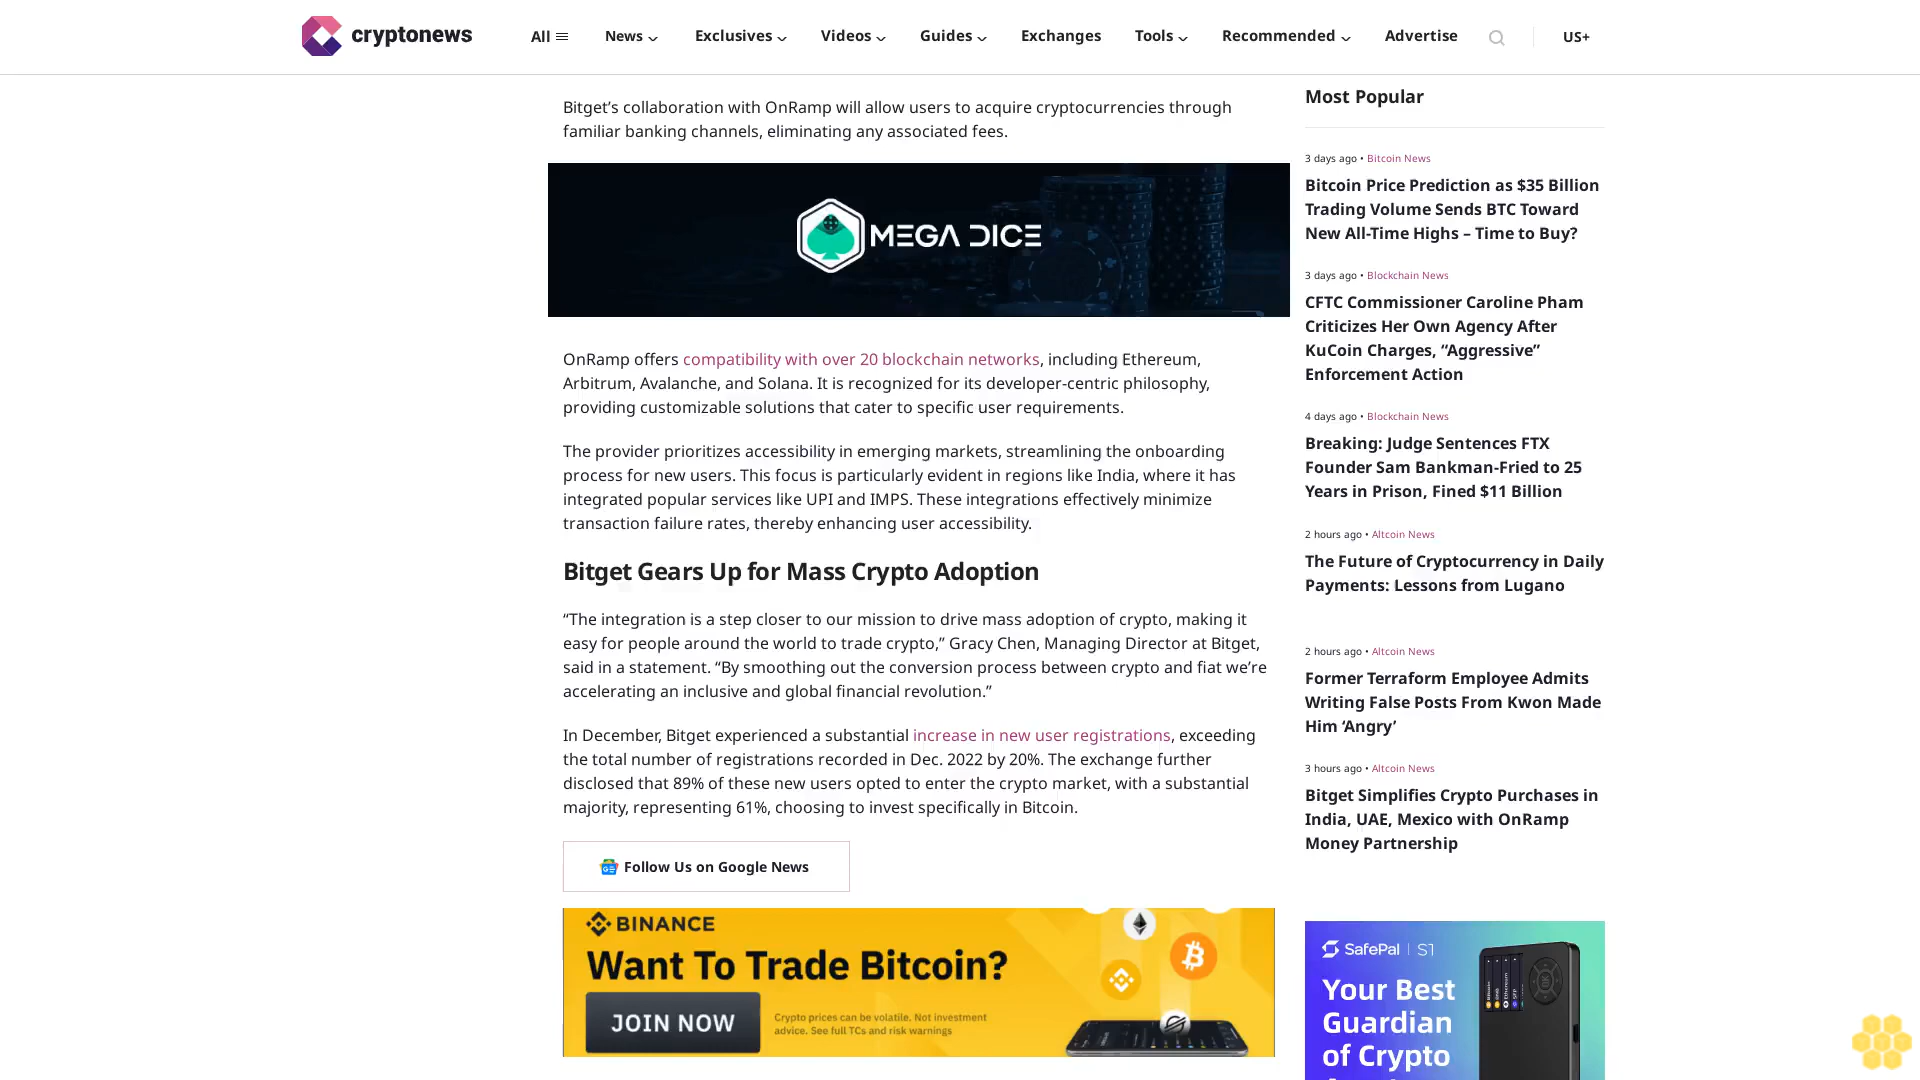 cryptonews
All
News
Exclusives
Videos
Guides
Exchanges
Tools
Recommended
Advertise
US+
Bitget’s collaboration with OnRamp will allow users to acquire cryptocurrencies through
familiar banking channels, eliminating any associated fees.
MEGA DICE
OnRamp offers compatibility with over 20 blockchain networks, including Ethereum,
Arbitrum, Avalanche, and Solana. It is recognized for its developer-centric philosophy,
providing customizable solutions that cater to specific user requirements.
The provider prioritizes accessibility in emerging markets, streamlining the onboarding
process for new users. This focus is particularly evident in regions like India, where it has
integrated popular services like UPI and IMPS. These integrations effectively minimize
transaction failure rates, thereby enhancing user accessibility.
Bitget Gears Up for Mass Crypto Adoption
“The integration is a step closer to our mission to drive mass adoption of crypto, making it
easy for people around the world to trade crypto,” Gracy Chen, Managing Director at Bitget,
said in a statement. “By smoothing out the conversion process between crypto and fiat we’re
accelerating an inclusive and global financial revolution.”
In December, Bitget experienced a substantial increase in new user registrations, exceeding
the total number of registrations recorded in Dec. 2022 by 20%. The exchange further
disclosed that 89% of these new users opted to enter the crypto market, with a substantial
majority, representing 61%, choosing to invest specifically in Bitcoin.
Follow Us on Google News
BINANCE
Want To Trade Bitcoin?
JOIN NOW
Crypto prices can be volatile. Not investment
advice. See full TCs and risk warnings
Most Popular
3 days ago • Bitcoin News
Bitcoin Price Prediction as $35 Billion
Trading Volume Sends BTC Toward
New All-Time Highs – Time to Buy?
3 days ago • Blockchain News
CFTC Commissioner Caroline Pham
Criticizes Her Own Agency After
KuCoin Charges, “Aggressive”
Enforcement Action
4 days ago • Blockchain News
Breaking: Judge Sentences FTX
Founder Sam Bankman-Fried to 25
Years in Prison, Fined $11 Billion
2 hours ago • Altcoin News
The Future of Cryptocurrency in Daily
Payments: Lessons from Lugano
2 hours ago • Altcoin News
Former Terraform Employee Admits
Writing False Posts From Kwon Made
Him ‘Angry’
3 hours ago • Altcoin News
Bitget Simplifies Crypto Purchases in
India, UAE, Mexico with OnRamp
Money Partnership
SafePal | S1
Your Best
Guardian
of Crypto